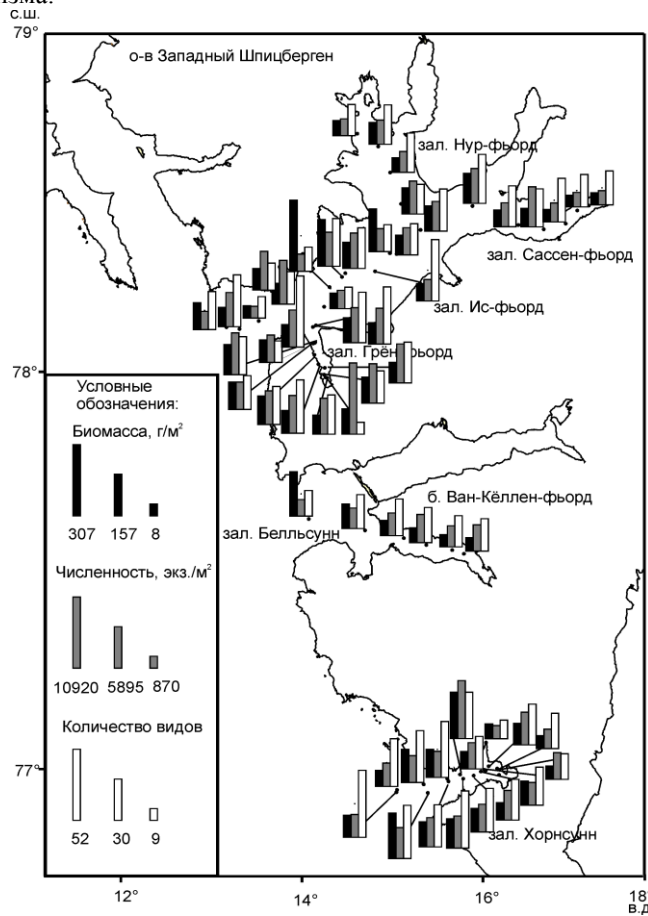 изма.
с.ш.
79°
о-в Западный Шпицберген
зал. Нур-фьорд
зал. Сассен-фьорд
зал. Ис-фьорд
зал. Грён-фьорд
78°
Условные
обозначения:
Биомасса, г/м²
307 157 8
б. Ван-Кёллен-фьорд
зал. Белльсунн
Численность, экз./м²
10920 5895 870
Количество видов
52 30 9
77°
зал. Хорнсунн
12° 14° 16° 18°
в.д